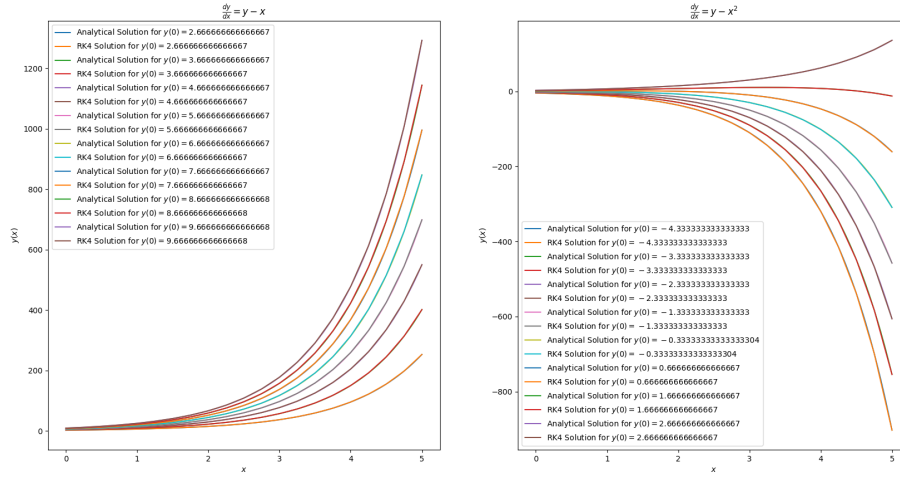 dy/dx = y − x
Analytical Solution for y(0) = 2.666666666666667
RK4 Solution for y(0) = 2.666666666666667
Analytical Solution for y(0) = 3.666666666666667
RK4 Solution for y(0) = 3.666666666666667
Analytical Solution for y(0) = 4.666666666666667
RK4 Solution for y(0) = 4.666666666666667
Analytical Solution for y(0) = 5.666666666666667
RK4 Solution for y(0) = 5.666666666666667
Analytical Solution for y(0) = 6.666666666666667
RK4 Solution for y(0) = 6.666666666666667
Analytical Solution for y(0) = 7.666666666666667
RK4 Solution for y(0) = 7.666666666666667
Analytical Solution for y(0) = 8.666666666666668
RK4 Solution for y(0) = 8.666666666666668
Analytical Solution for y(0) = 9.666666666666668
RK4 Solution for y(0) = 9.666666666666668
1200
1000
800
600
400
200
0
y(x)
0 1 2 3 4 5
x
dy/dx = y − x²
0
−200
−400
−600
−800
y(x)
Analytical Solution for y(0) = −4.333333333333333
RK4 Solution for y(0) = −4.333333333333333
Analytical Solution for y(0) = −3.333333333333333
RK4 Solution for y(0) = −3.333333333333333
Analytical Solution for y(0) = −2.333333333333333
RK4 Solution for y(0) = −2.333333333333333
Analytical Solution for y(0) = −1.333333333333333
RK4 Solution for y(0) = −1.333333333333333
Analytical Solution for y(0) = −0.33333333333333304
RK4 Solution for y(0) = −0.33333333333333304
Analytical Solution for y(0) = 0.666666666666667
RK4 Solution for y(0) = 0.666666666666667
Analytical Solution for y(0) = 1.666666666666667
RK4 Solution for y(0) = 1.666666666666667
Analytical Solution for y(0) = 2.666666666666667
RK4 Solution for y(0) = 2.666666666666667
0 1 2 3 4 5
x